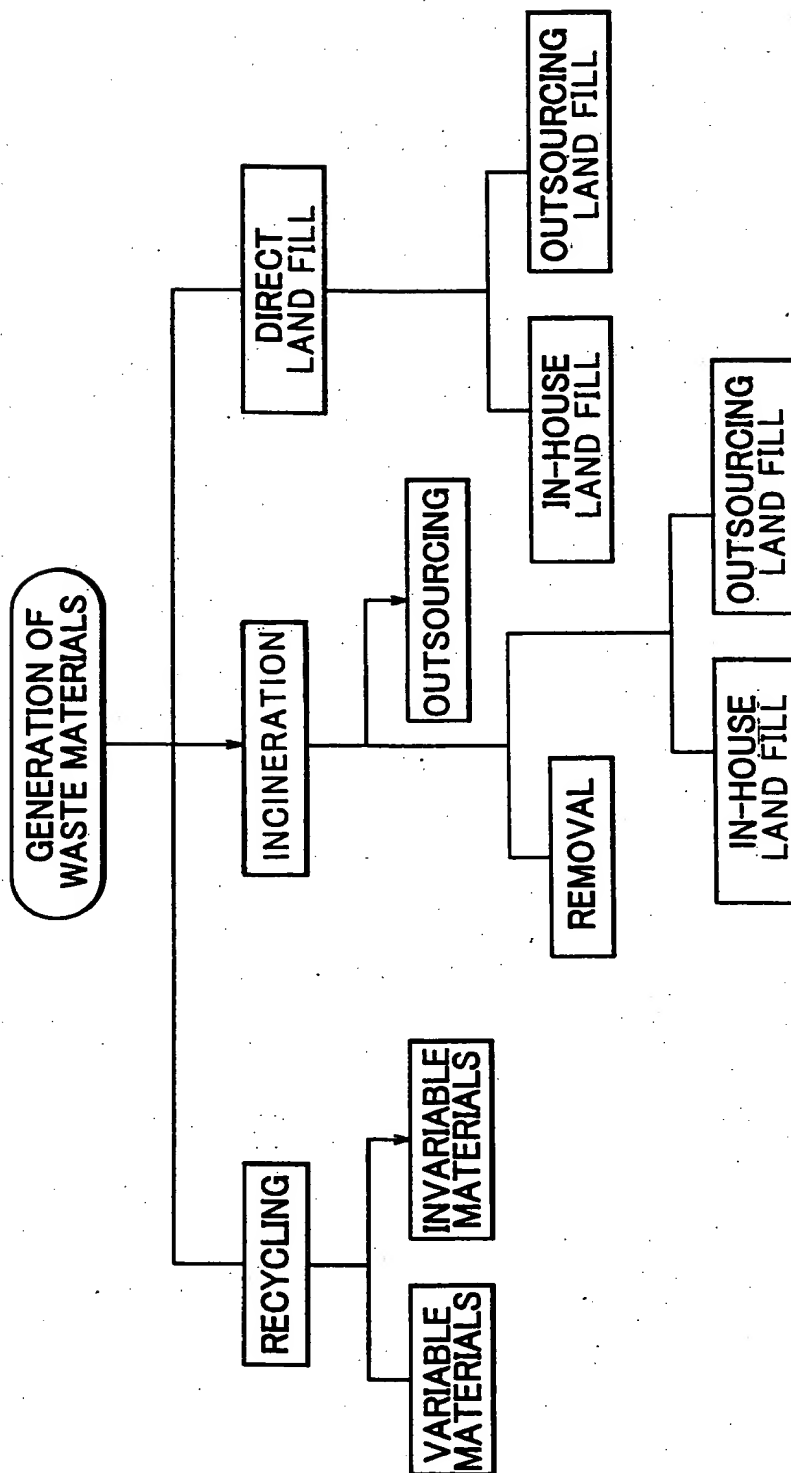 GENERATION OF
WASTE MATERIALS
RECYCLING
INCINERATION
DIRECT
LAND FILL
VARIABLE
MATERIALS
INVARIABLE
MATERIALS
OUTSOURCING
REMOVAL
IN-HOUSE
LAND FILL
OUTSOURCING
LAND FILL
IN-HOUSE
LAND FILL
OUTSOURCING
LAND FILL